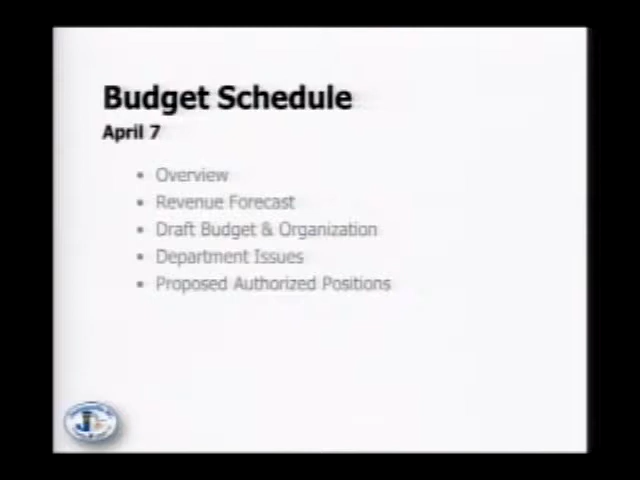 Budget Schedule
April 7
• Overview
• Revenue Forecast
• Draft Budget & Organization
• Department Issues
• Proposed Authorized Positions